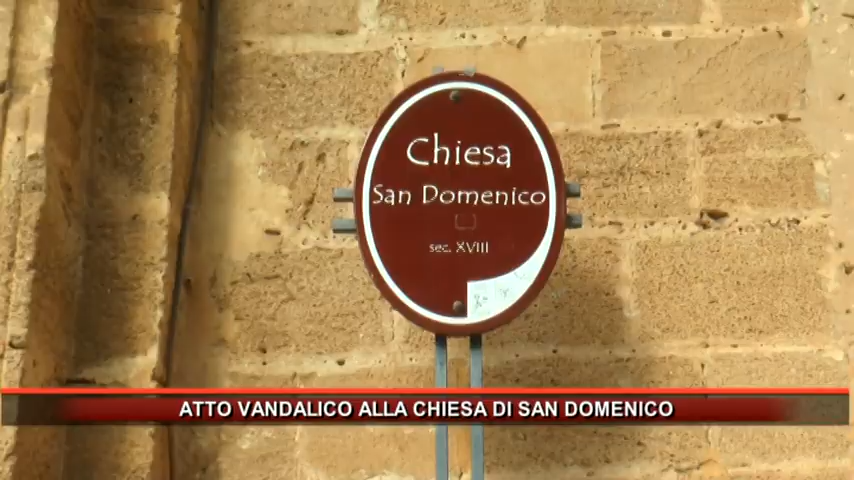 Chiesa
San Domenico
sec. XVIII
ATTO VANDALICO ALLA CHIESA DI SAN DOMENICO